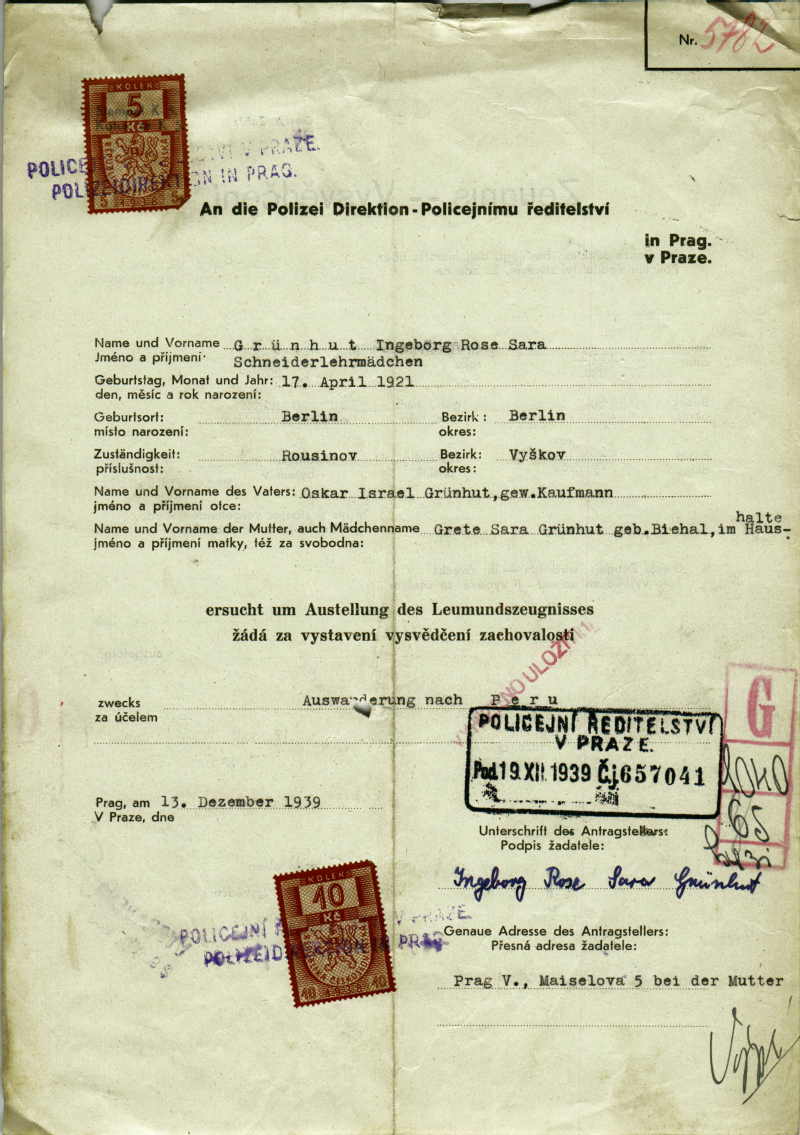 Nr. 5782
KOLEK
5
Kč
POLICEJNÍ ŘEDITELSTVÍ V PRAZE.
POLIZEIDIREKTION IN PRAG.
An die Polizei Direktion - Policejnímu ředitelství
in Prag.
v Praze.
Name und Vorname Grünhut Ingeborg Rose Sara
Jméno a příjmení· Schneiderlehrmädchen
Geburtstag, Monat und Jahr: 17. April 1921
den, měsíc a rok narození:
Geburtsort: Berlin Bezirk: Berlin
místo narození: okres:
Zuständigkeit: Rousinov Bezirk: Vyškov
příslušnost: okres:
Name und Vorname des Vaters: Oskar Israel Grünhut, gew. Kaufmann
jméno a příjmení otce:
halte
Name und Vorname der Mutter, auch Mädchenname Grete Sara Grünhut geb. Biehal, im Haus-
jméno a příjmení matky, též za svobodna:
ersucht um Austellung des Leumundszeugnisses
žádá za vystavení vysvědčení zachovalosti
ULOŽIT
zwecks Auswanderung nach Peru
za účelem
G
POLICEJNÍ ŘEDITELSTVÍ
V PRAZE.
Pod. 19. XII. 1939 Čj. 657041
65
Prag, am 13. Dezember 1939
V Praze, dne
Unterschrift des Antragstellers:
Podpis žadatele:
Ingeborg Rose Sara Grünhut
KOLEK
10
Kč
POLICEJNÍ V PRAZE.
POLIZEIDIREKTION IN PRAG
Genaue Adresse des Antragstellers:
Přesná adresa žadatele:
Prag V., Maiselova 5 bei der Mutter